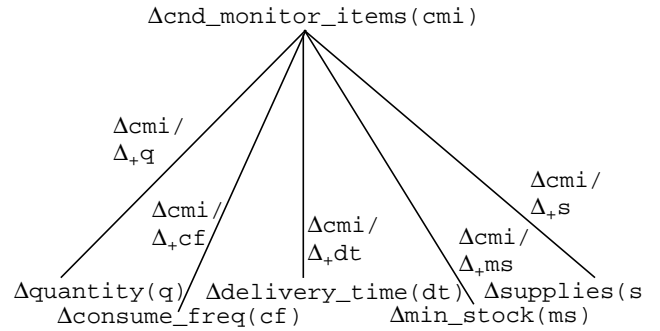 Δcnd_monitor_items(cmi)
Δcmi/
Δ₊q
Δcmi/
Δ₊cf
Δcmi/
Δ₊dt
Δcmi/
Δ₊ms
Δcmi/
Δ₊s
Δquantity(q)
Δconsume_freq(cf)
Δdelivery_time(dt)
Δmin_stock(ms)
Δsupplies(s